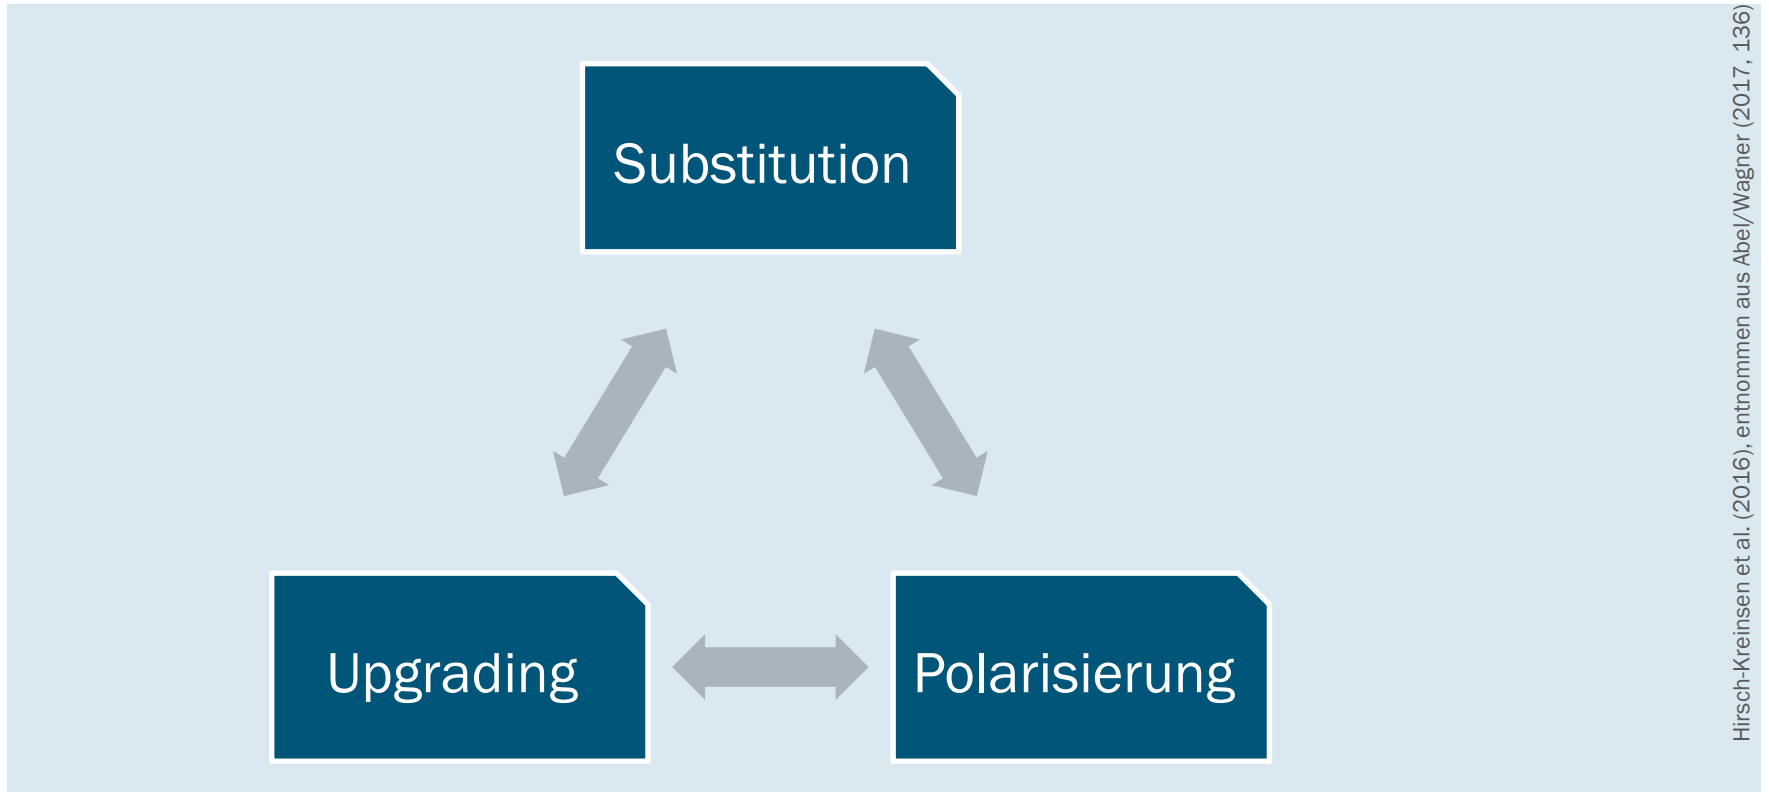 Substitution
Upgrading
Polarisierung
Hirsch-Kreinsen et al. (2016), entnommen aus Abel/Wagner (2017, 136)